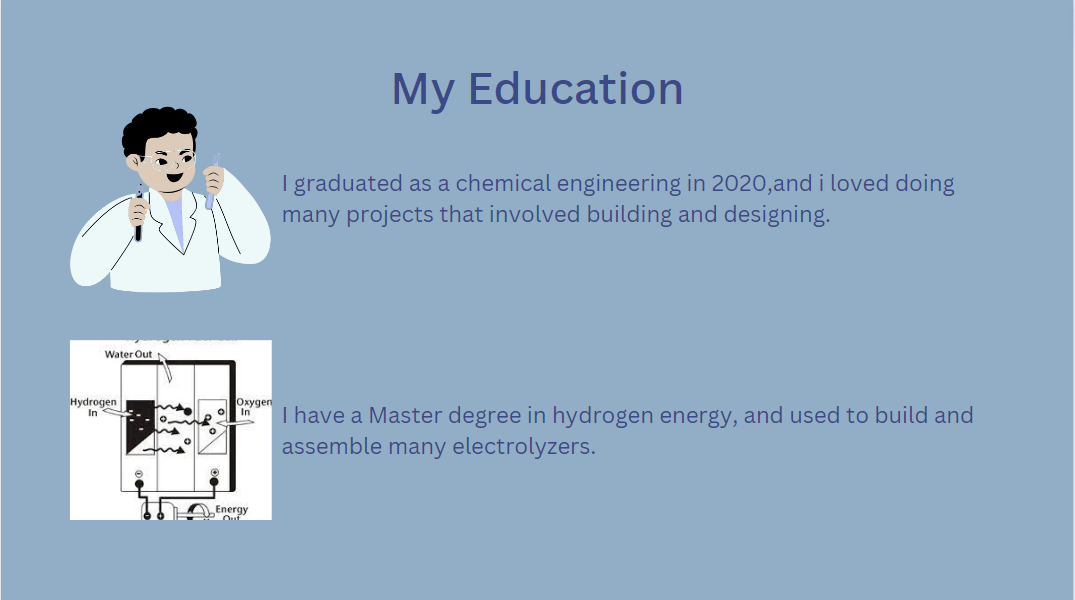 My Education
I graduated as a chemical engineering in 2020,and i loved doing
many projects that involved building and designing.
Water Out
Hydrogen
In
Oxygen
In
I have a Master degree in hydrogen energy, and used to build and
assemble many electrolyzers.
Energy
Out